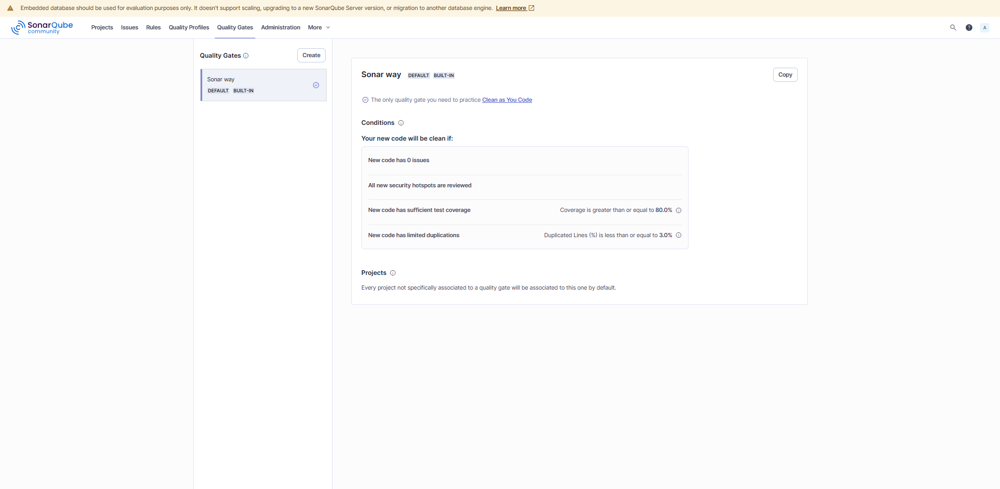 Embedded database should be used for evaluation purposes only. It doesn't support scaling, upgrading to a new SonarQube Server version, or migration to another database engine. Learn more
SonarQube community
Projects Issues Rules Quality Profiles Quality Gates Administration More
A
Quality Gates
Create
Sonar way
DEFAULT BUILT-IN
Sonar way DEFAULT BUILT-IN
Copy
The only quality gate you need to practice Clean as You Code
Conditions
Your new code will be clean if:
New code has 0 issues
All new security hotspots are reviewed
New code has sufficient test coverage Coverage is greater than or equal to 80.0%
New code has limited duplications Duplicated Lines (%) is less than or equal to 3.0%
Projects
Every project not specifically associated to a quality gate will be associated to this one by default.